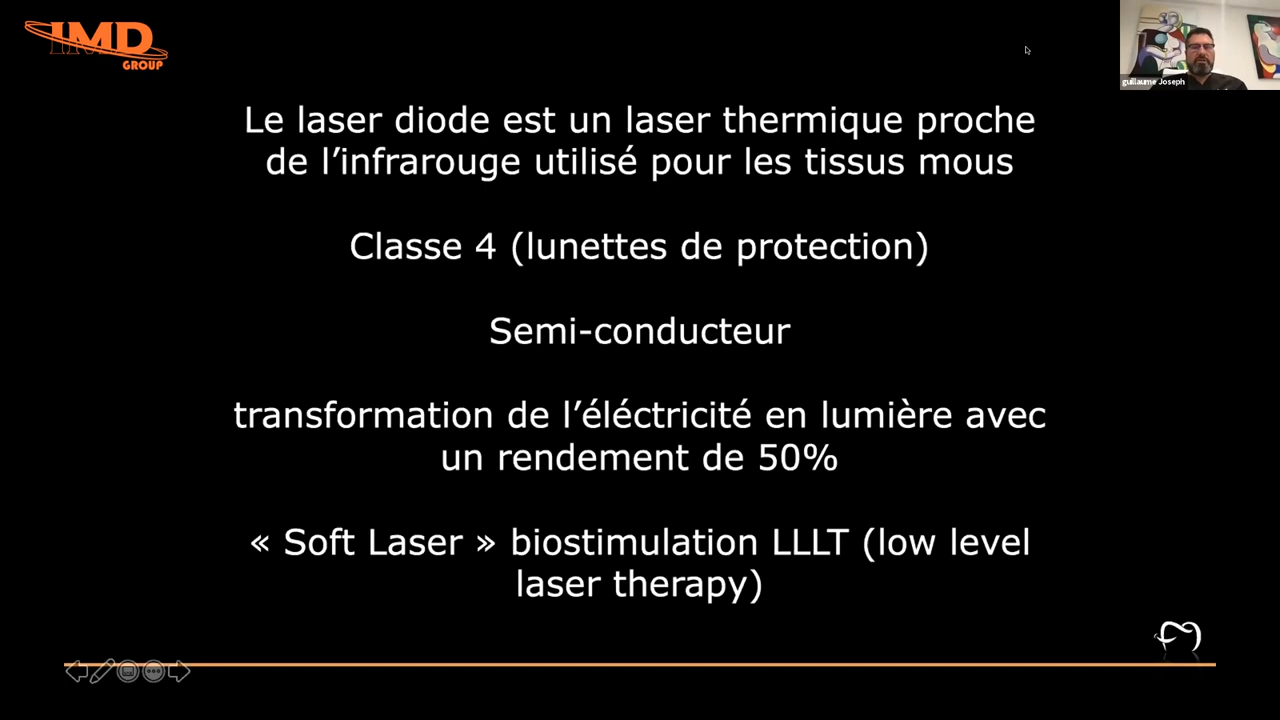 IMD
GROUP
guillaume Joseph
Le laser diode est un laser thermique proche
de l’infrarouge utilisé pour les tissus mous
Classe 4 (lunettes de protection)
Semi-conducteur
transformation de l’éléctricité en lumière avec
un rendement de 50%
« Soft Laser » biostimulation LLLT (low level
laser therapy)